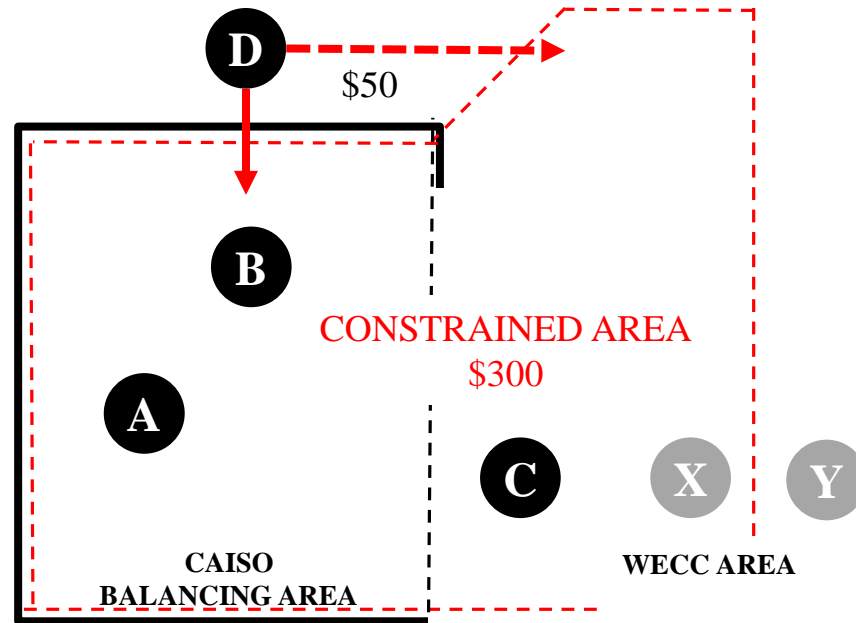 D
$50
B
CONSTRAINED AREA
$300
A
C
X
Y
CAISO
BALANCING AREA
WECC AREA